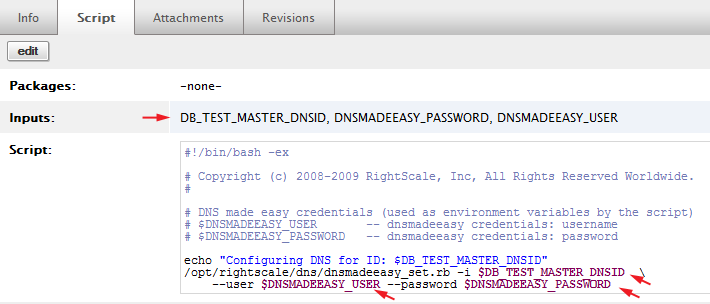 Info Script Attachments Revisions
edit
Packages: -none-
Inputs: DB_TEST_MASTER_DNSID, DNSMADEEASY_PASSWORD, DNSMADEEASY_USER
Script: #!/bin/bash -ex
# Copyright (c) 2008-2009 RightScale, Inc, All Rights Reserved Worldwide.
#
# DNS made easy credentials (used as environment variables by the script)
# $DNSMADEEASY_USER -- dnsmadeeasy credentials: username
# $DNSMADEEASY_PASSWORD -- dnsmadeeasy credentials: password
echo "Configuring DNS for ID: $DB_TEST_MASTER_DNSID"
/opt/rightscale/dns/dnsmadeeasy_set.rb -i $DB_TEST_MASTER_DNSID \
--user $DNSMADEEASY_USER --password $DNSMADEEASY_PASSWORD